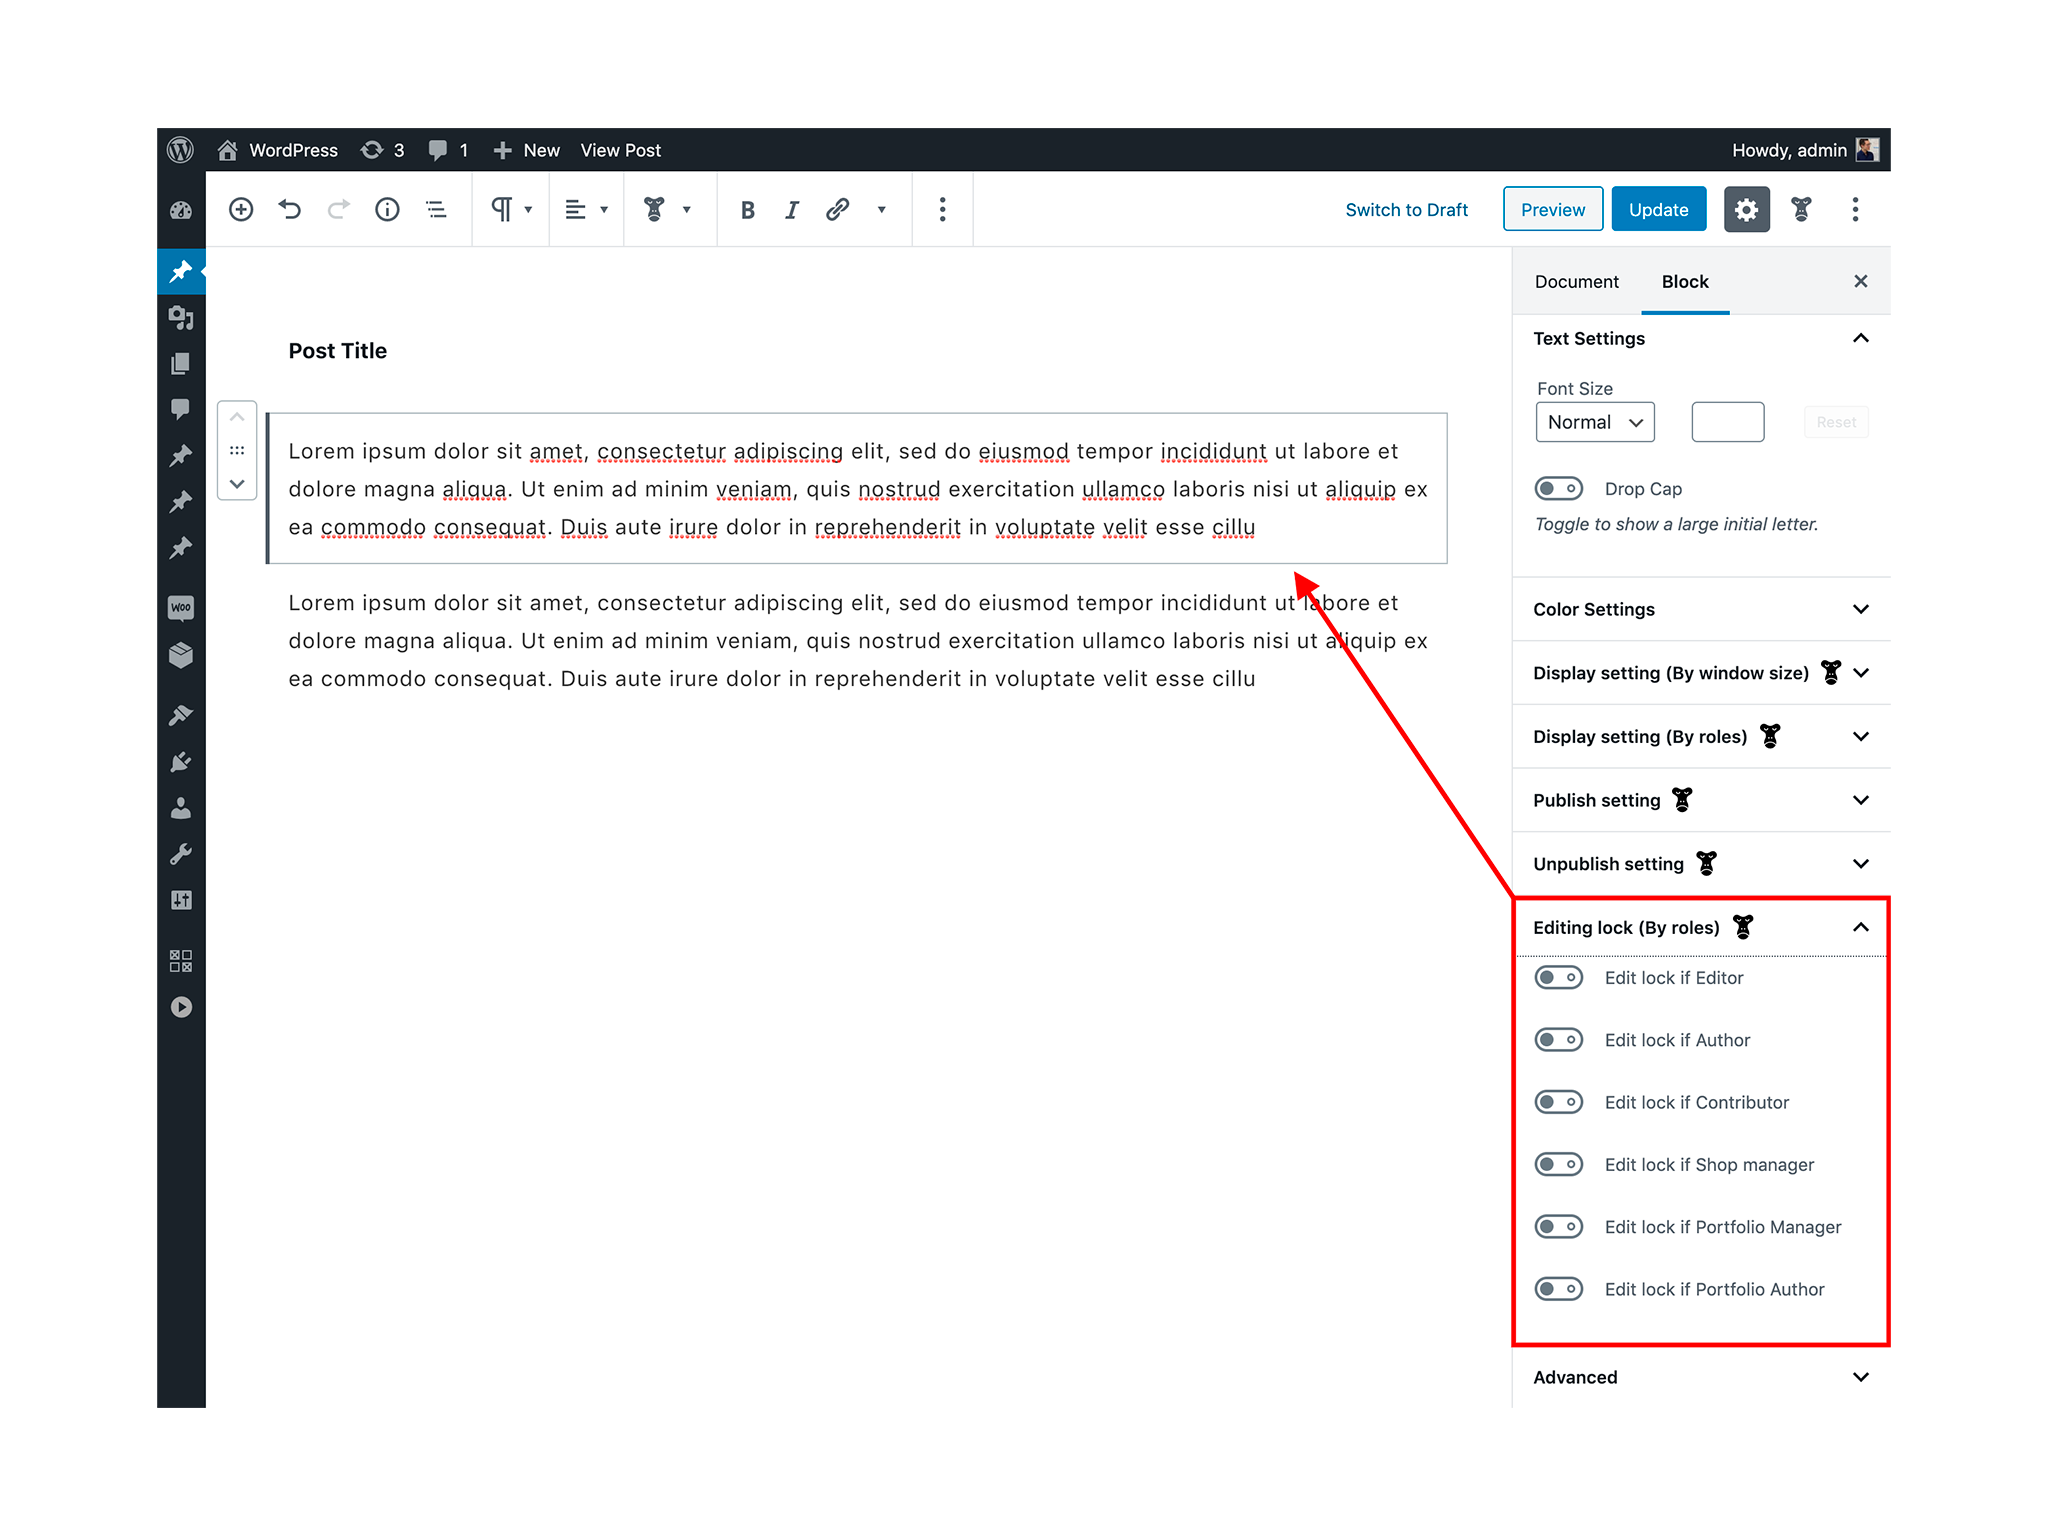 WordPress 3 1 New View Post
Howdy, admin
B I
Switch to Draft Preview Update
Document Block
Post Title
Lorem ipsum dolor sit amet, consectetur adipiscing elit, sed do eiusmod tempor incididunt ut labore et
dolore magna aliqua. Ut enim ad minim veniam, quis nostrud exercitation ullamco laboris nisi ut aliquip ex
ea commodo consequat. Duis aute irure dolor in reprehenderit in voluptate velit esse cillu
Lorem ipsum dolor sit amet, consectetur adipiscing elit, sed do eiusmod tempor incididunt ut labore et
dolore magna aliqua. Ut enim ad minim veniam, quis nostrud exercitation ullamco laboris nisi ut aliquip ex
ea commodo consequat. Duis aute irure dolor in reprehenderit in voluptate velit esse cillu
Woo
Text Settings
Font Size
Normal Reset
Drop Cap
Toggle to show a large initial letter.
Color Settings
Display setting (By window size)
Display setting (By roles)
Publish setting
Unpublish setting
Editing lock (By roles)
Edit lock if Editor
Edit lock if Author
Edit lock if Contributor
Edit lock if Shop manager
Edit lock if Portfolio Manager
Edit lock if Portfolio Author
Advanced